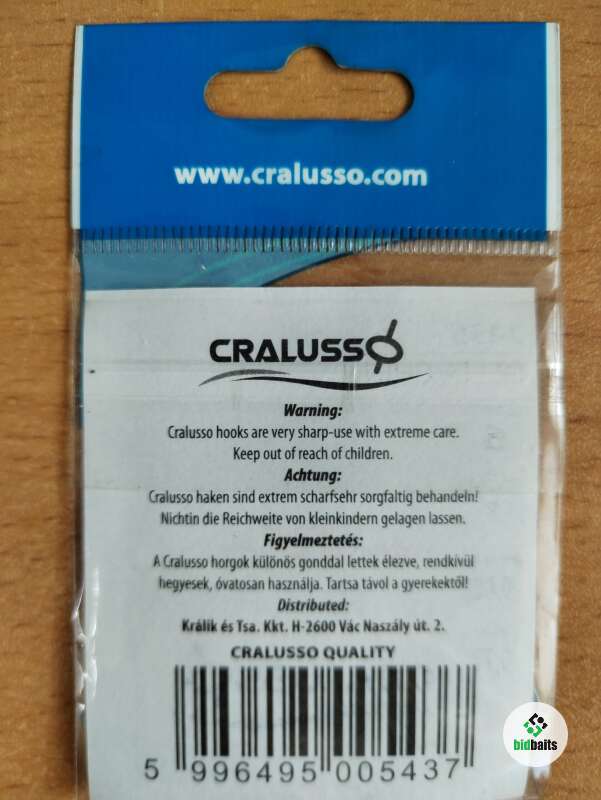 www.cralusso.com
CRALUSSO
Warning:
Cralusso hooks are very sharp-use with extreme care.
Keep out of reach of children.
Achtung:
Cralusso haken sind extrem scharfsehr sorgfaltig behandeln!
Nichtin die Reichweite von kleinkindern gelagen lassen.
Figyelmeztetés:
A Cralusso horgok különös gonddal lettek élezve, rendkívül
hegyesek, óvatosan használja. Tartsa távol a gyerekektől!
Distributed:
Králik és Tsa. Kkt. H-2600 Vác Naszály út. 2.
CRALUSSO QUALITY
5 996495 005437
bidbaits